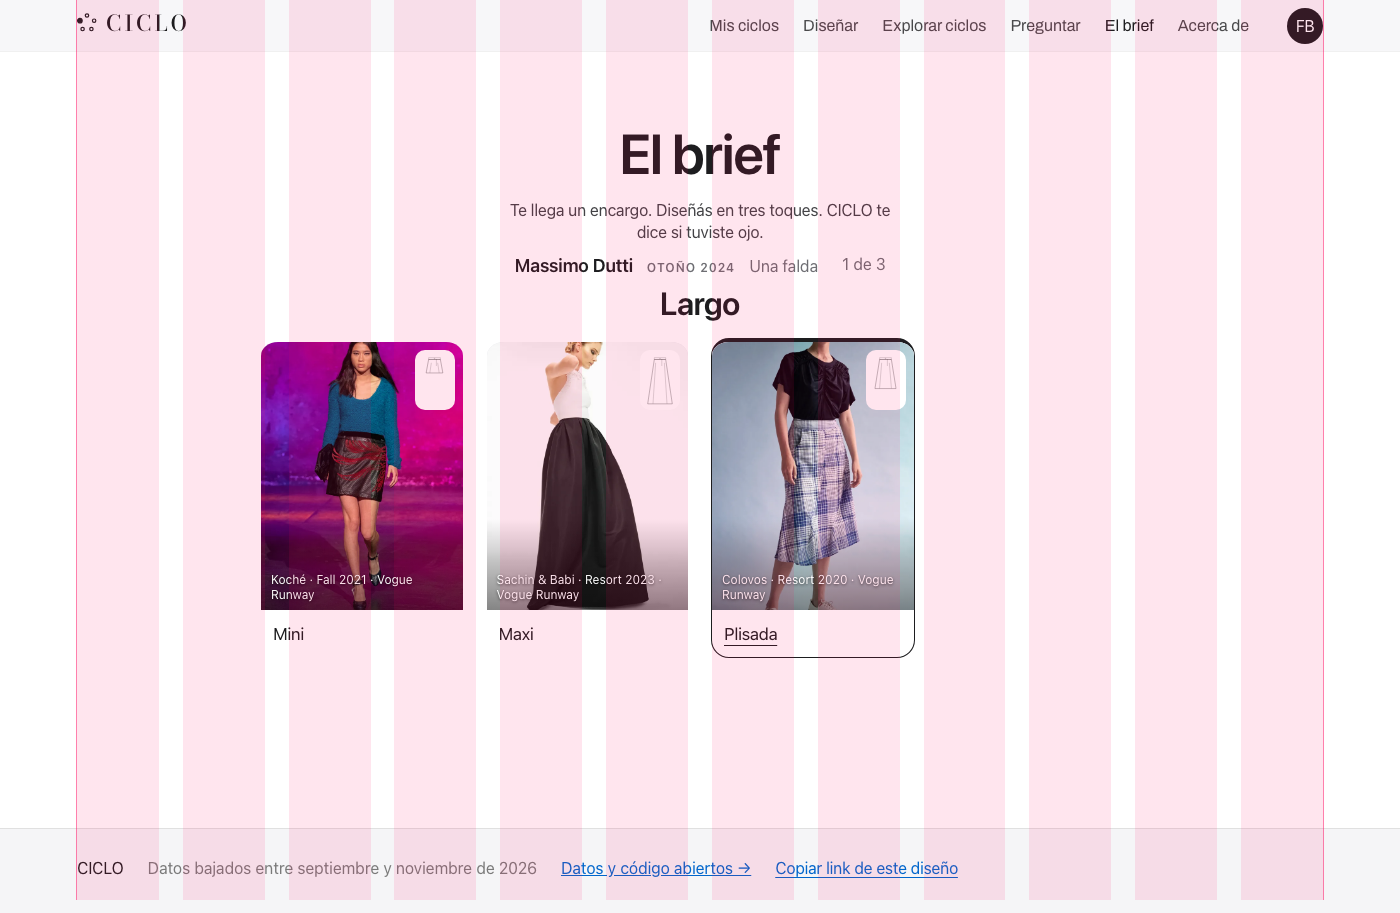 CICLO
Mis ciclos Diseñar Explorar ciclos Preguntar El brief Acerca de FB
El brief
Te llega un encargo. Diseñás en tres toques. CICLO te
dice si tuviste ojo.
Massimo Dutti OTOÑO 2024 Una falda 1 de 3
Largo
Koché · Fall 2021 · Vogue
Runway
Mini
Sachin & Babi · Resort 2023 ·
Vogue Runway
Maxi
Colovos · Resort 2020 · Vogue
Runway
Plisada
CICLO Datos bajados entre septiembre y noviembre de 2026 Datos y código abiertos → Copiar link de este diseño